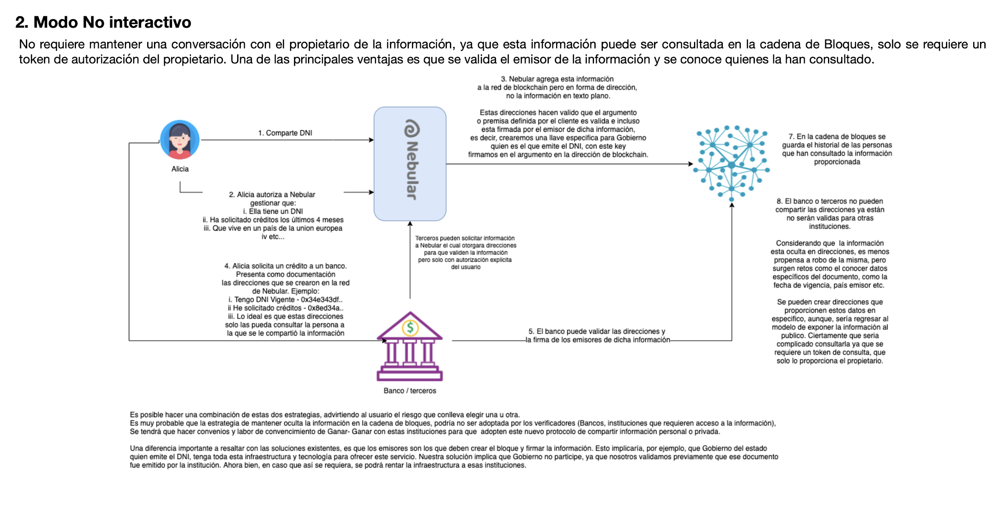 2. Modo No interactivo
No requiere mantener una conversación con el propietario de la información, ya que esta información puede ser consultada en la cadena de Bloques, solo se requiere un
token de autorización del propietario. Una de las principales ventajas es que se valida el emisor de la información y se conoce quienes la han consultado.
3. Nebular agrega esta información
a la red de blockchain pero en forma de dirección,
no la información en texto plano.
Estas direcciones hacen valido que el argumento
o premisa definida por el cliente es valida e incluso
esta firmada por el emisor de dicha información,
es decir, crearemos una llave especifica para Gobierno
quien es el que emite el DNI, con este key
firmamos en el argumento en la dirección de blockchain.
1. Comparte DNI
Nebular
Alicia
7. En la cadena de bloques se
guarda el historial de las personas
que han consultado la información
proporcionada
2. Alicia autoriza a Nebular
gestionar que:
i. Ella tiene un DNI
ii. Ha solicitado créditos los últimos 4 meses
iii. Que vive en un país de la union europea
iv etc...
Terceros pueden solicitar información
a Nebular el cual otorgara direcciones
para que validen la información
pero solo con autorización explicita
del usuario
8. El banco o terceros no pueden
compartir las direcciones ya están
no serán validas para otras
instituciones.
Considerando que la información
esta oculta en direcciones, es menos
propensa a robo de la misma, pero
surgen retos como el conocer datos
específicos del documento, como la
fecha de vigencia, país emisor etc.
Se pueden crear direcciones que
proporcionen estos datos en
especifico, aunque, sería regresar al
modelo de exponer la información al
publico. Ciertamente que seria
complicado consultarla ya que se
requiere un token de consulta, que
solo lo proporciona el propietario.
4. Alicia solicita un crédito a un banco.
Presenta como documentación
las direcciones que se crearon en la red
de Nebular. Ejemplo:
i. Tengo DNI Vigente - 0x34e343df..
ii He solicitado créditos - 0x8ed34a..
iii. Lo ideal es que estas direcciones
solo las pueda consultar la persona a
la que se le compartió la información
$
5. El banco puede validar las direcciones y
la firma de los emisores de dicha información
Banco / terceros
Es posible hacer una combinación de estas dos estrategias, advirtiendo al usuario el riesgo que conlleva elegir una u otra.
Es muy probable que la estrategia de mantener oculta la información en la cadena de bloques, podría no ser adoptada por los verificadores (Bancos, instituciones que requieren acceso a la información),
Se tendrá que hacer convenios y labor de convencimiento de Ganar- Ganar con estas instituciones para que adopten este nuevo protocolo de compartir información personal o privada.
Una diferencia importante a resaltar con las soluciones existentes, es que los emisores son los que deben crear el bloque y firmar la información. Esto implicaría, por ejemplo, que Gobierno del estado
quien emite el DNI, tenga toda esta infraestructura y tecnología para ofrecer este servicio. Nuestra solución implica que Gobierno no participe, ya que nosotros validamos previamente que ese documento
fue emitido por la institución. Ahora bien, en caso que así se requiera, se podrá rentar la infraestructura a esas instituciones.